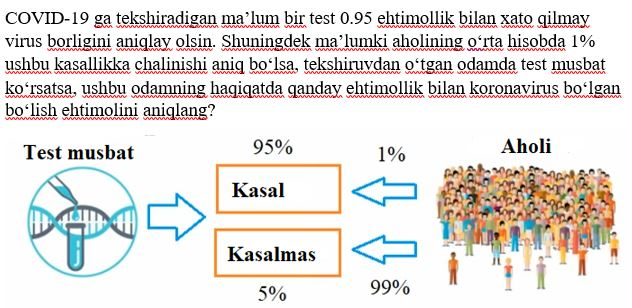 COVID-19 ga tekshiradigan ma’lum bir test 0.95 ehtimollik bilan xato qilmay
virus borligini aniqlay olsin. Shuningdek ma’lumki aholining o‘rta hisobda 1%
ushbu kasallikka chalinishi aniq bo‘lsa, tekshiruvdan o‘tgan odamda test musbat
ko‘rsatsa, ushbu odamning haqiqatda qanday ehtimollik bilan koronavirus bo‘lgan
bo‘lish ehtimolini aniqlang?
Test musbat
95%
1%
Aholi
Kasal
Kasalmas
5%
99%